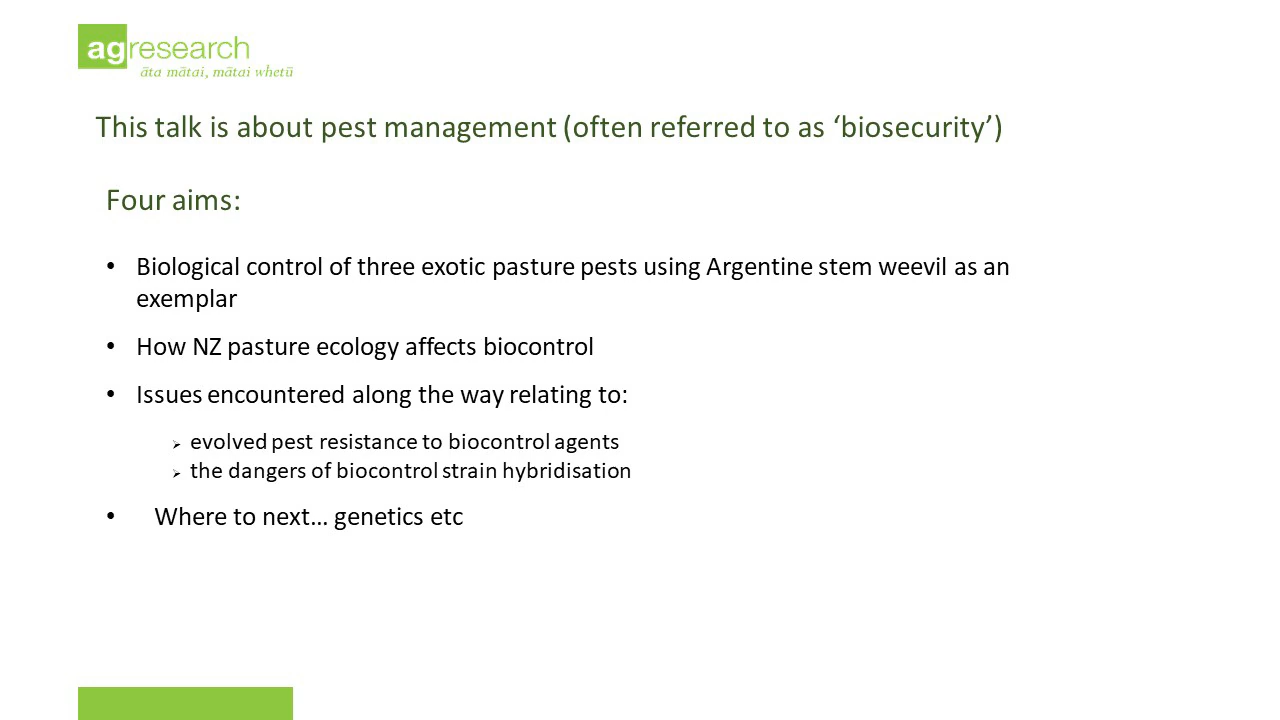 agresearch
āta mātai, mātai whetū
This talk is about pest management (often referred to as ‘biosecurity’)
Four aims:
• Biological control of three exotic pasture pests using Argentine stem weevil as an
exemplar
• How NZ pasture ecology affects biocontrol
• Issues encountered along the way relating to:
➢ evolved pest resistance to biocontrol agents
➢ the dangers of biocontrol strain hybridisation
• Where to next… genetics etc